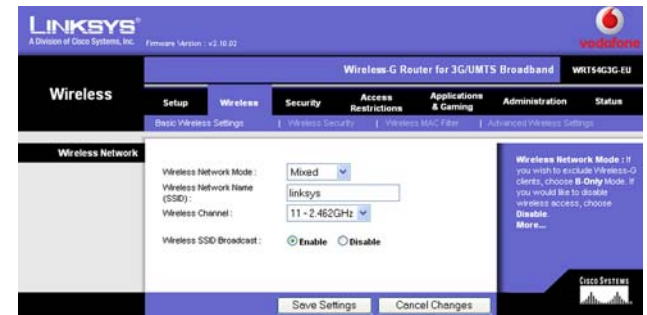 LINKSYS®
A Division of Cisco Systems, Inc.
Firmware Version : v2.10.02
vodafone
Wireless-G Router for 3G/UMTS Broadband
WRT54G3G-EU
Wireless
Setup
Wireless
Security
Access Restrictions
Applications & Gaming
Administration
Status
Basic Wireless Settings | Wireless Security | Wireless MAC Filter | Advanced Wireless Settings
Wireless Network
Wireless Network Mode : Mixed
Wireless Network Name (SSID) : linksys
Wireless Channel : 11 - 2.462GHz
Wireless SSID Broadcast : Enable Disable
Wireless Network Mode : If
you wish to exclude Wireless-G
clients, choose B-Only Mode. If
you would like to disable
wireless access, choose
Disable.
More...
Save Settings
Cancel Changes
CISCO SYSTEMS